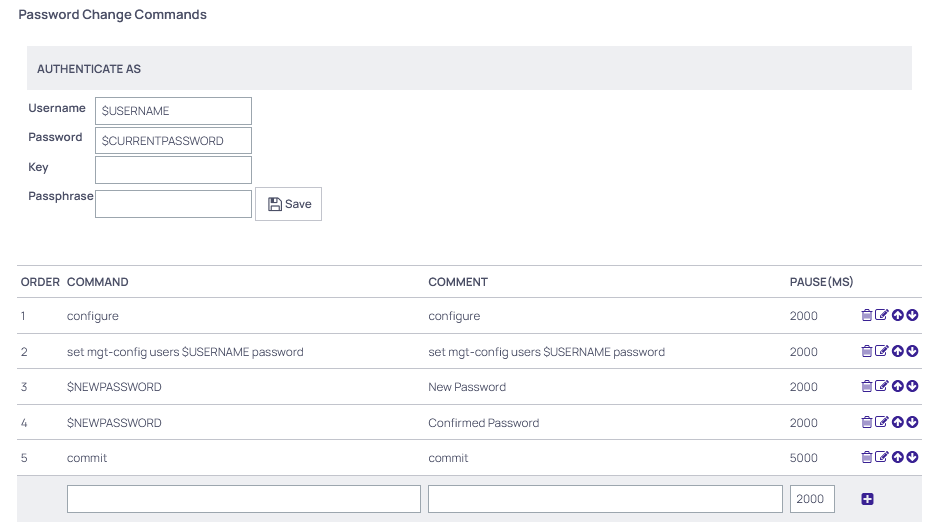 Password Change Commands
AUTHENTICATE AS
Username $USERNAME
Password $CURRENTPASSWORD
Key
Passphrase Save
ORDER COMMAND COMMENT PAUSE(MS)
1 configure configure 2000
2 set mgt-config users $USERNAME password set mgt-config users $USERNAME password 2000
3 $NEWPASSWORD New Password 2000
4 $NEWPASSWORD Confirmed Password 2000
5 commit commit 5000
2000